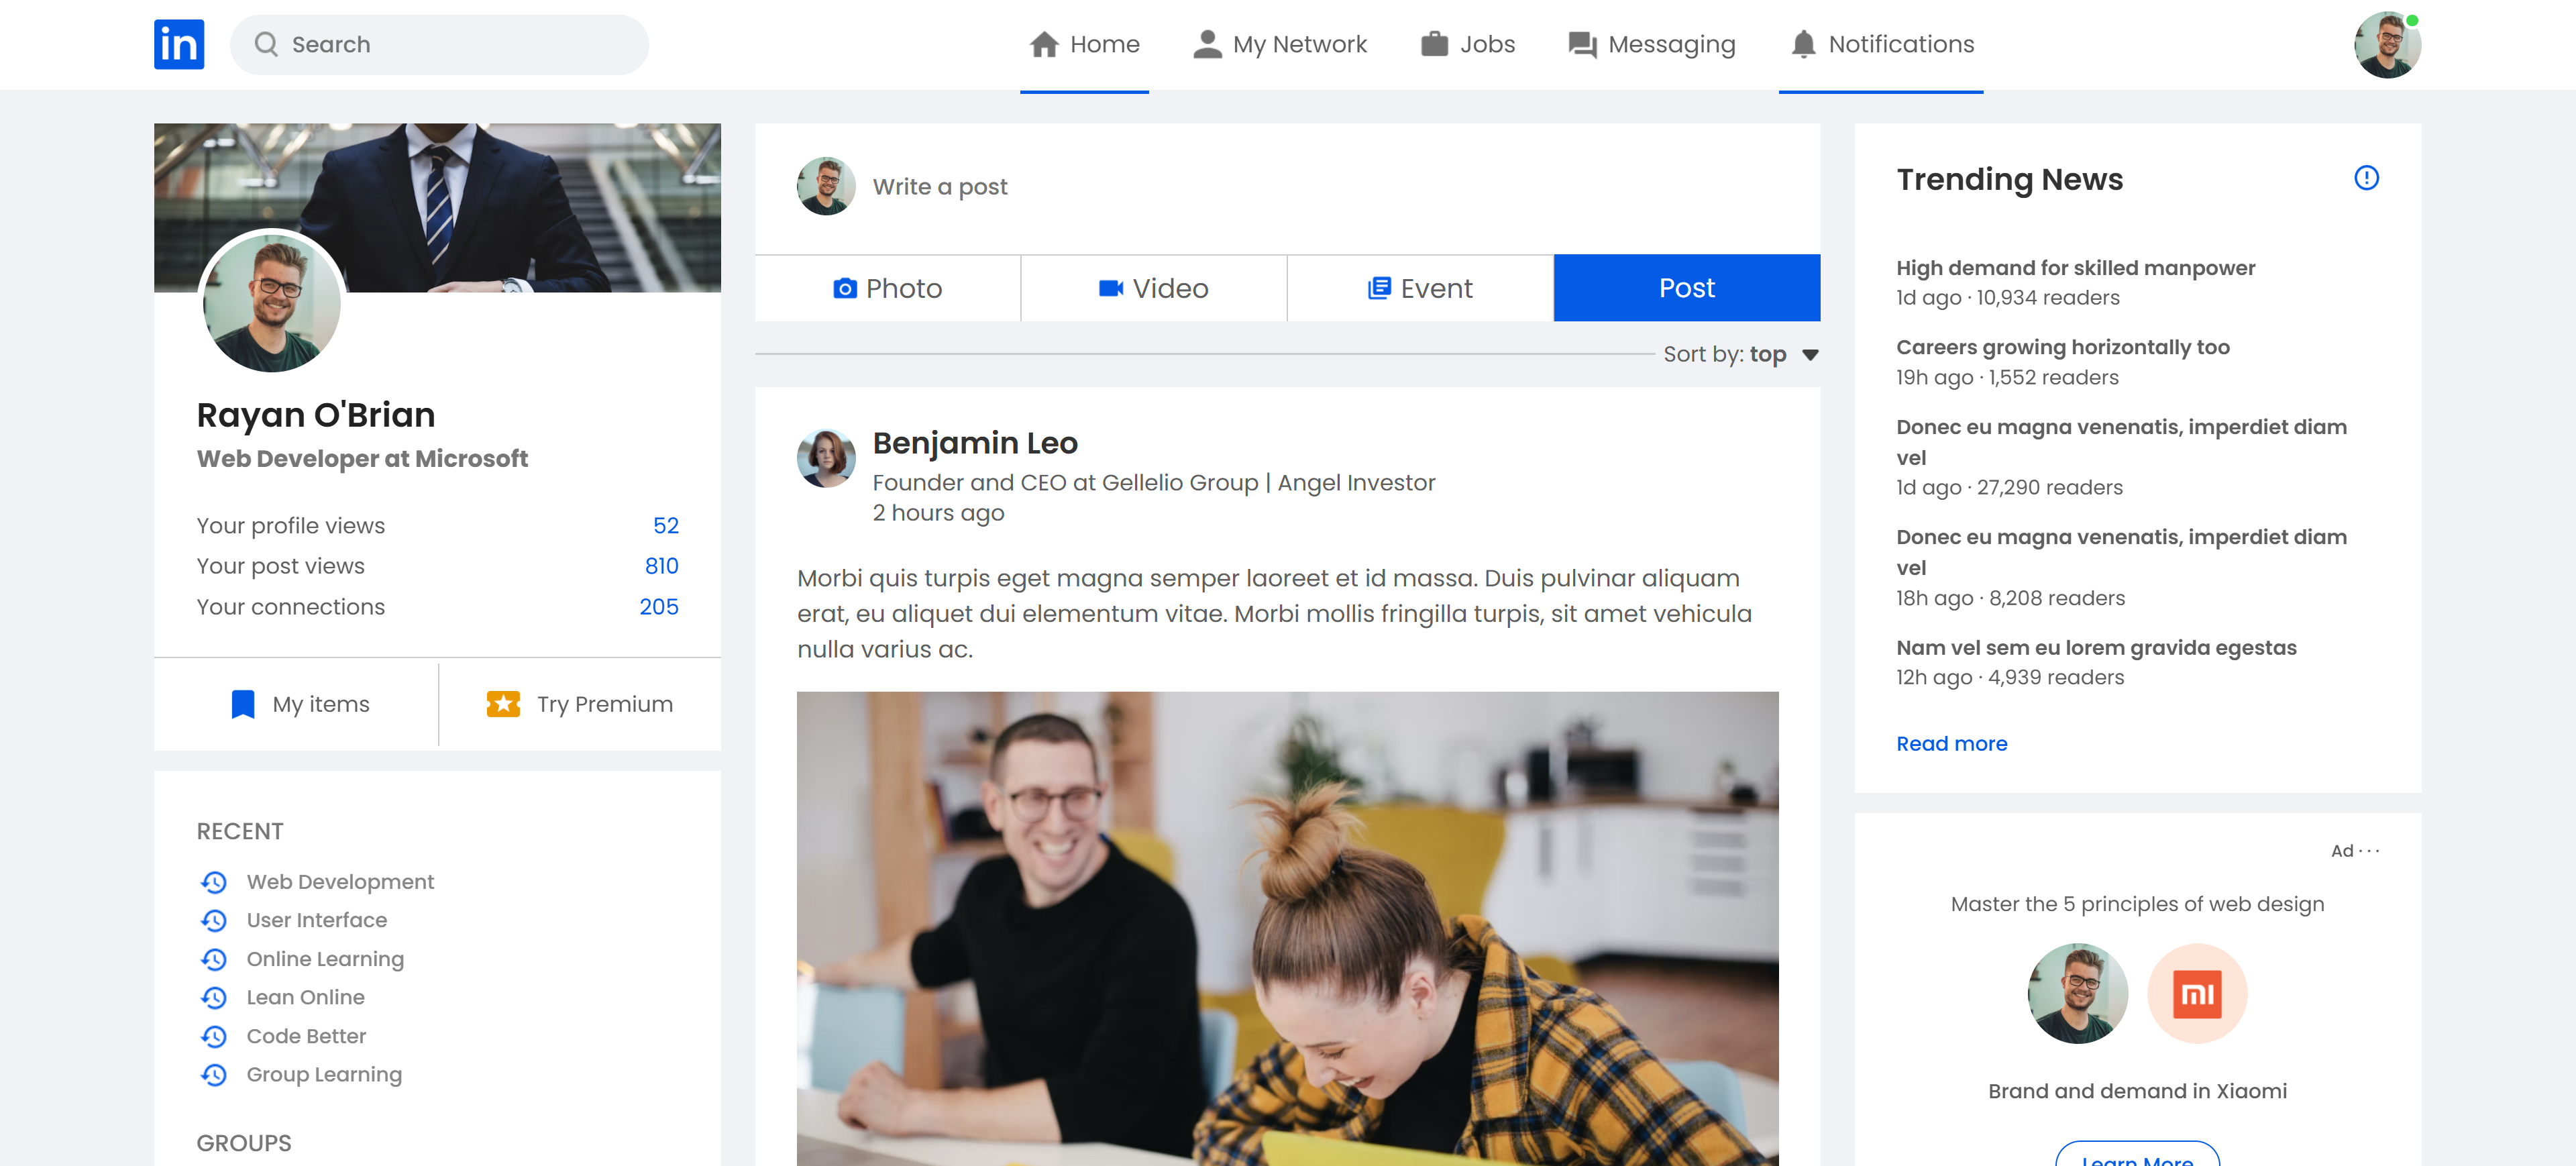 in
Search
Home
My Network
Jobs
Messaging
Notifications
Rayan O'Brian
Web Developer at Microsoft
Your profile views 52
Your post views 810
Your connections 205
My items
Try Premium
RECENT
Web Development
User Interface
Online Learning
Lean Online
Code Better
Group Learning
GROUPS
Write a post
Photo
Video
Event
Post
Sort by: top
Benjamin Leo
Founder and CEO at Gellelio Group | Angel Investor
2 hours ago
Morbi quis turpis eget magna semper laoreet et id massa. Duis pulvinar aliquam
erat, eu aliquet dui elementum vitae. Morbi mollis fringilla turpis, sit amet vehicula
nulla varius ac.
Trending News
High demand for skilled manpower
1d ago · 10,934 readers
Careers growing horizontally too
19h ago · 1,552 readers
Donec eu magna venenatis, imperdiet diam
vel
1d ago · 27,290 readers
Donec eu magna venenatis, imperdiet diam
vel
18h ago · 8,208 readers
Nam vel sem eu lorem gravida egestas
12h ago · 4,939 readers
Read more
Ad · · ·
Master the 5 principles of web design
mi
Brand and demand in Xiaomi
Learn More